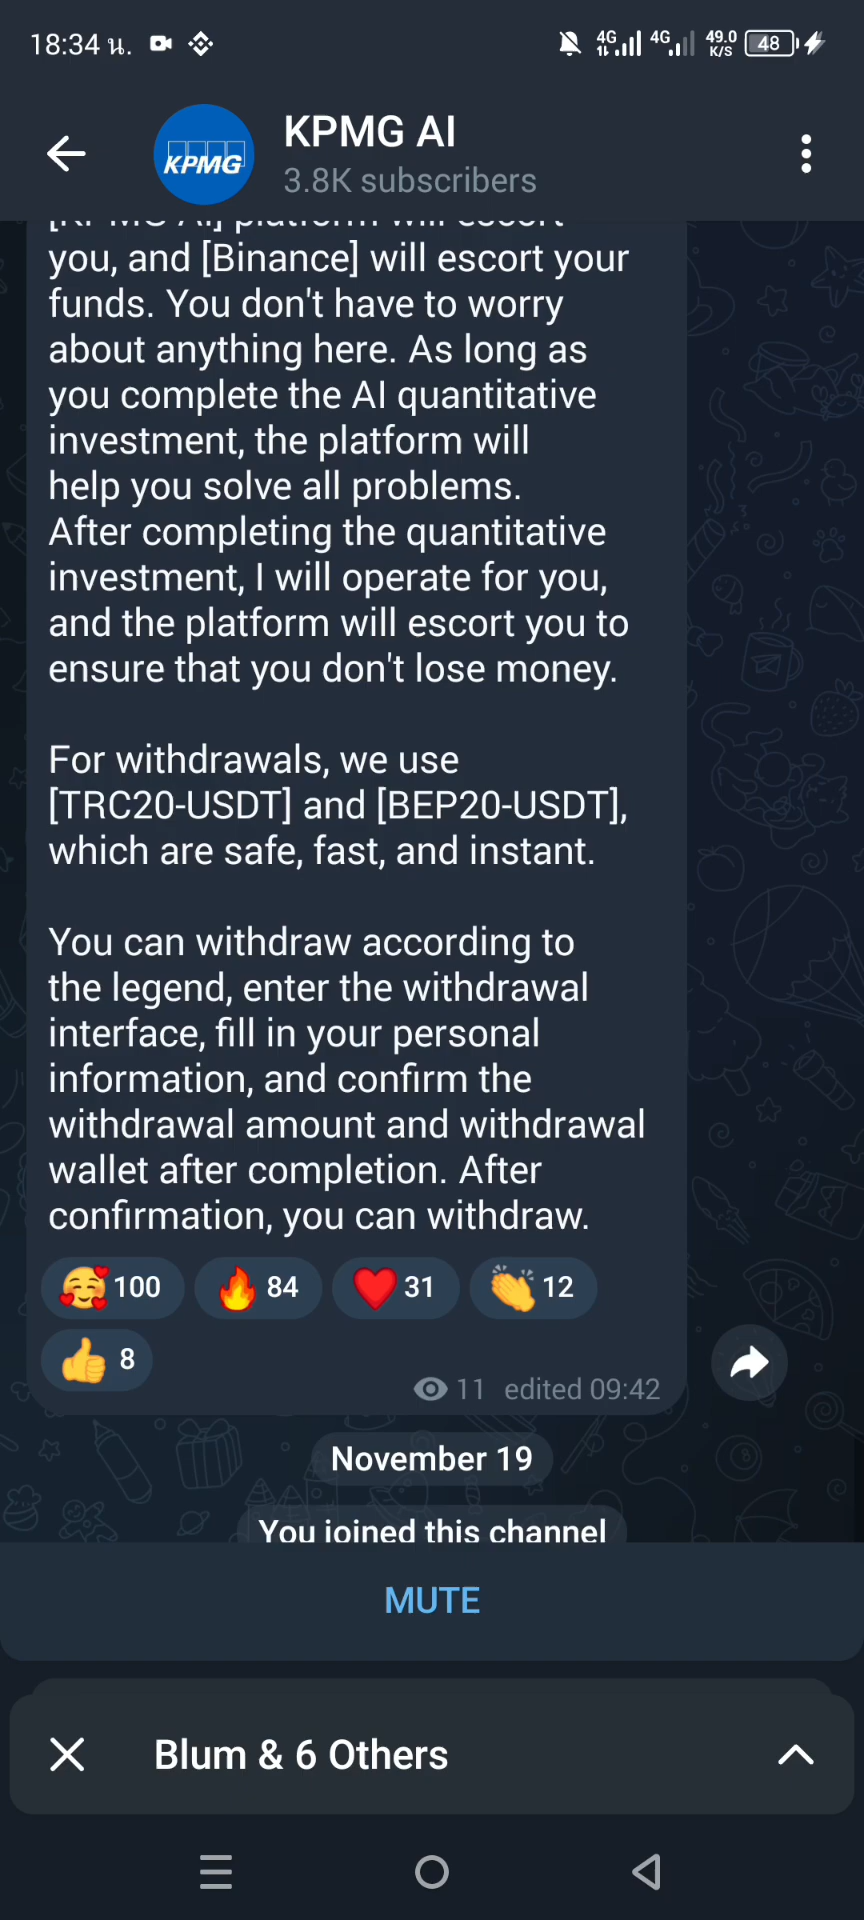 18:34 น.
4G 4G 49.0 K/S 48
KPMG
KPMG AI
3.8K subscribers
[KPMG AI] platform will escort
you, and [Binance] will escort your
funds. You don't have to worry
about anything here. As long as
you complete the AI quantitative
investment, the platform will
help you solve all problems.
After completing the quantitative
investment, I will operate for you,
and the platform will escort you to
ensure that you don't lose money.
For withdrawals, we use
[TRC20-USDT] and [BEP20-USDT],
which are safe, fast, and instant.
You can withdraw according to
the legend, enter the withdrawal
interface, fill in your personal
information, and confirm the
withdrawal amount and withdrawal
wallet after completion. After
confirmation, you can withdraw.
100 84 31 12
8
11 edited 09:42
November 19
You joined this channel
MUTE
Blum & 6 Others